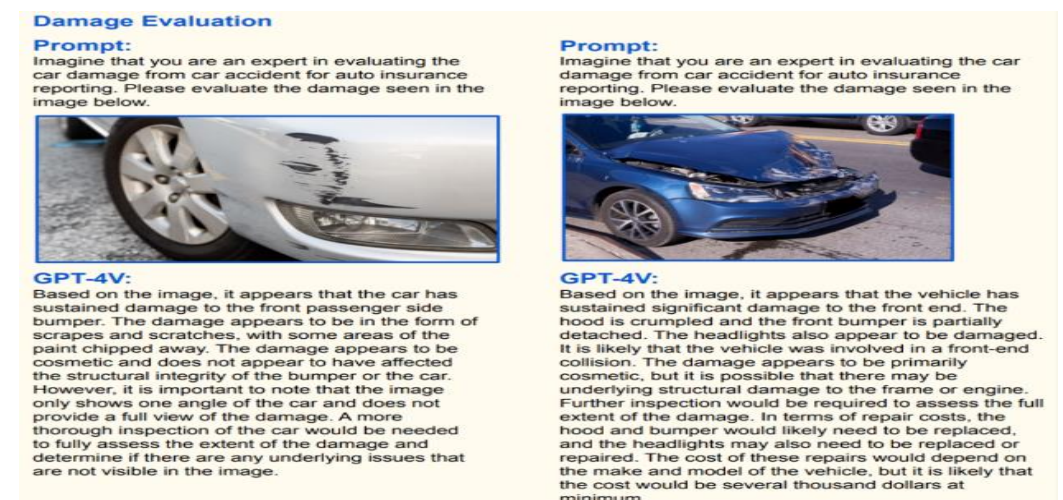 Damage Evaluation
Prompt:
Imagine that you are an expert in evaluating the
car damage from car accident for auto insurance
reporting. Please evaluate the damage seen in the
image below.
GPT-4V:
Based on the image, it appears that the car has
sustained damage to the front passenger side
bumper. The damage appears to be in the form of
scrapes and scratches, with some areas of the
paint chipped away. The damage appears to be
cosmetic and does not appear to have affected
the structural integrity of the bumper or the car.
However, it is important to note that the image
only shows one angle of the car and does not
provide a full view of the damage. A more
thorough inspection of the car would be needed
to fully assess the extent of the damage and
determine if there are any underlying issues that
are not visible in the image.
Prompt:
Imagine that you are an expert in evaluating the car
damage from car accident for auto insurance
reporting. Please evaluate the damage seen in the
image below.
GPT-4V:
Based on the image, it appears that the vehicle has
sustained significant damage to the front end. The
hood is crumpled and the front bumper is partially
detached. The headlights also appear to be damaged.
It is likely that the vehicle was involved in a front-end
collision. The damage appears to be primarily
cosmetic, but it is possible that there may be
underlying structural damage to the frame or engine.
Further inspection would be required to assess the full
extent of the damage. In terms of repair costs, the
hood and bumper would likely need to be replaced,
and the headlights may also need to be replaced or
repaired. The cost of these repairs would depend on
the make and model of the vehicle, but it is likely that
the cost would be several thousand dollars at
minimum